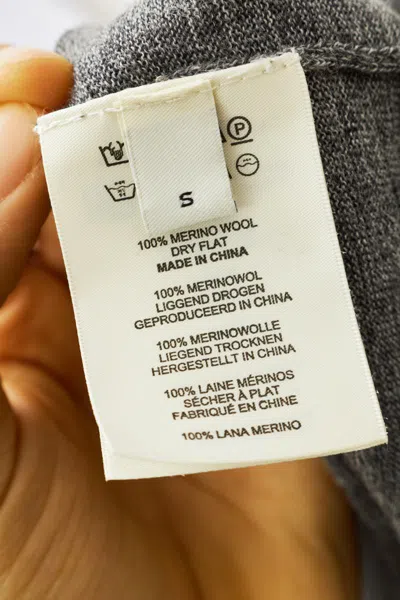 P
S
100% MERINO WOOL
DRY FLAT
MADE IN CHINA
100% MERINOWOL
LIGGEND DROGEN
GEPRODUCEERD IN CHINA
100% MERINOWOLLE
LIEGEND TROCKNEN
HERGESTELLT IN CHINA
100% LAINE MÉRINOS
SÉCHER À PLAT
FABRIQUÉ EN CHINE
100% LANA MERINO